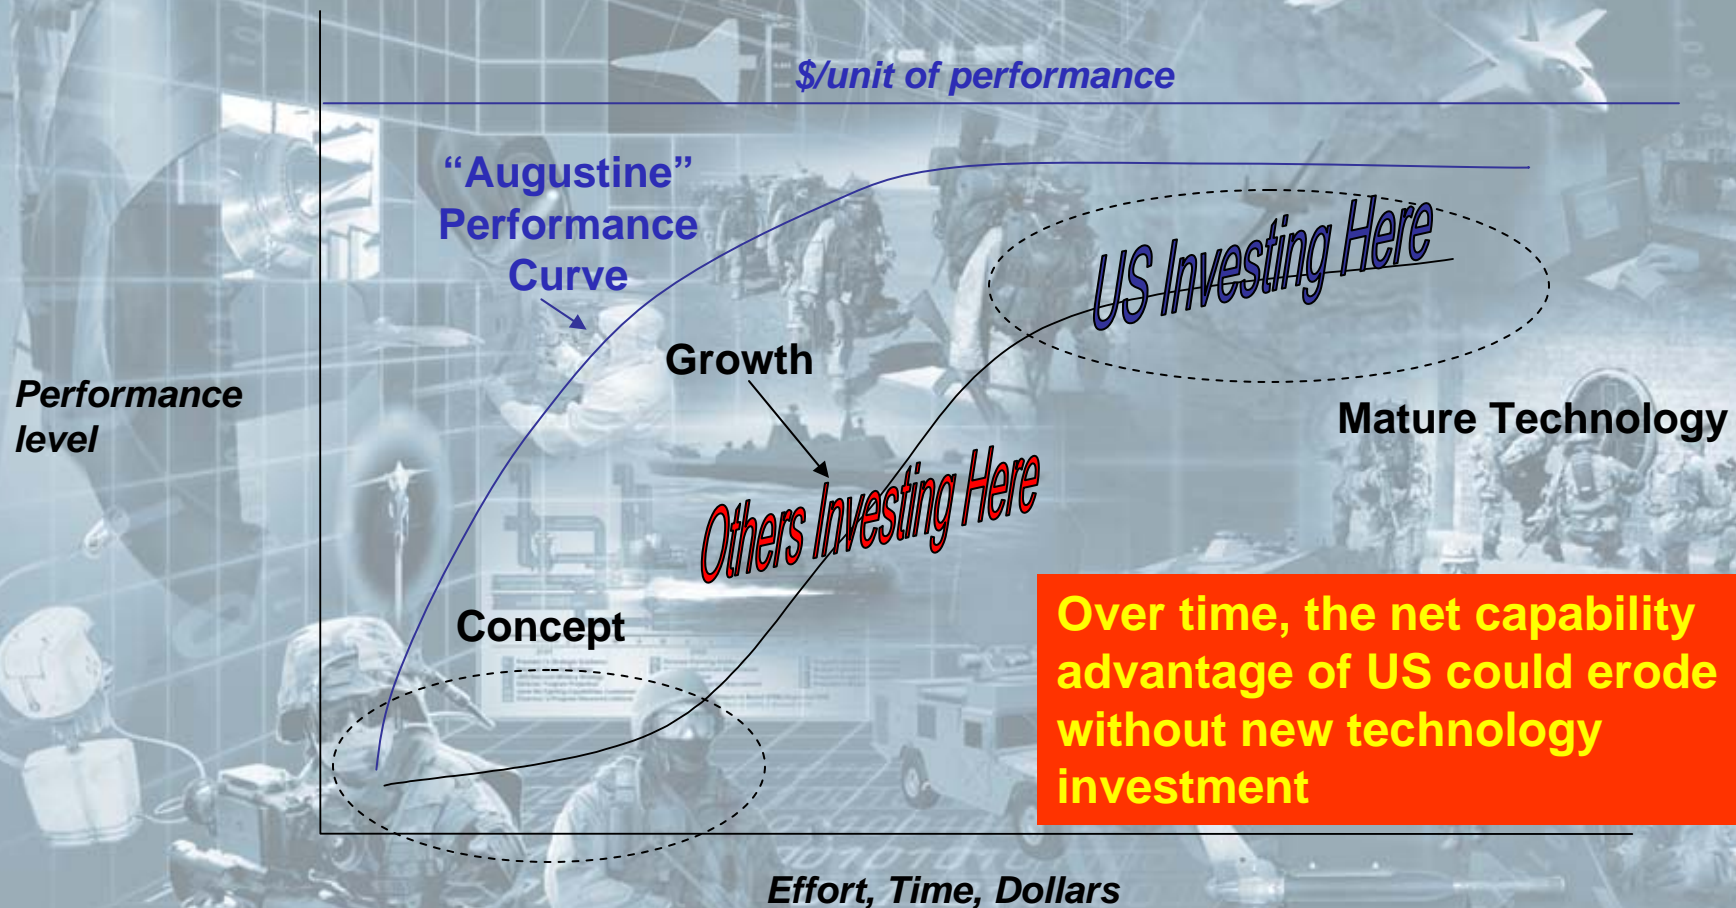 $/unit of performance
“Augustine”
Performance
Curve
US Investing Here
Growth
Performance
level
Mature Technology
Others Investing Here
Concept
Over time, the net capability
advantage of US could erode
without new technology
investment
Effort, Time, Dollars